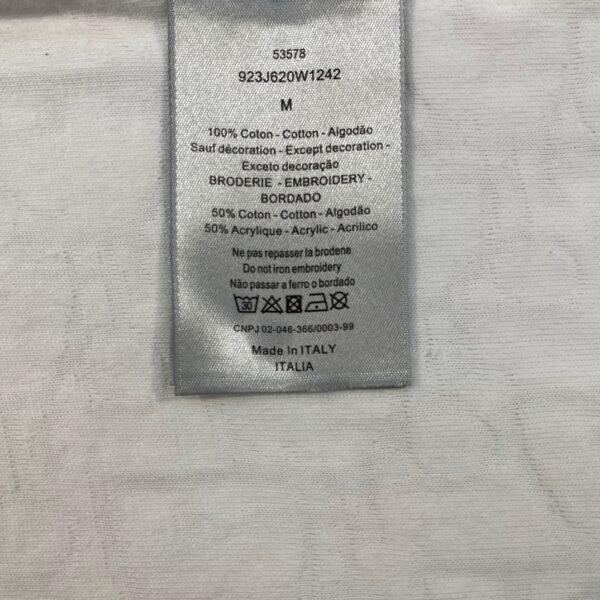 53578
923J620W1242
M
100% Coton - Cotton - Algodão
Sauf décoration - Except decoration -
Exceto decoração
BRODERIE - EMBROIDERY -
BORDADO
50% Coton - Cotton - Algodão
50% Acrylique - Acrylic - Acrilico
Ne pas repasser la brodene
Do not iron embroidery
Não passar a ferro o bordado
30
CNPJ 02-046-366/0003-99
Made In ITALY
ITALIA